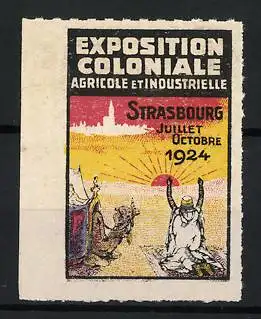 EXPOSITION
COLONIALE
AGRICOLE ET INDUSTRIELLE
STRASBOURG
JUILLET
OCTOBRE
1924